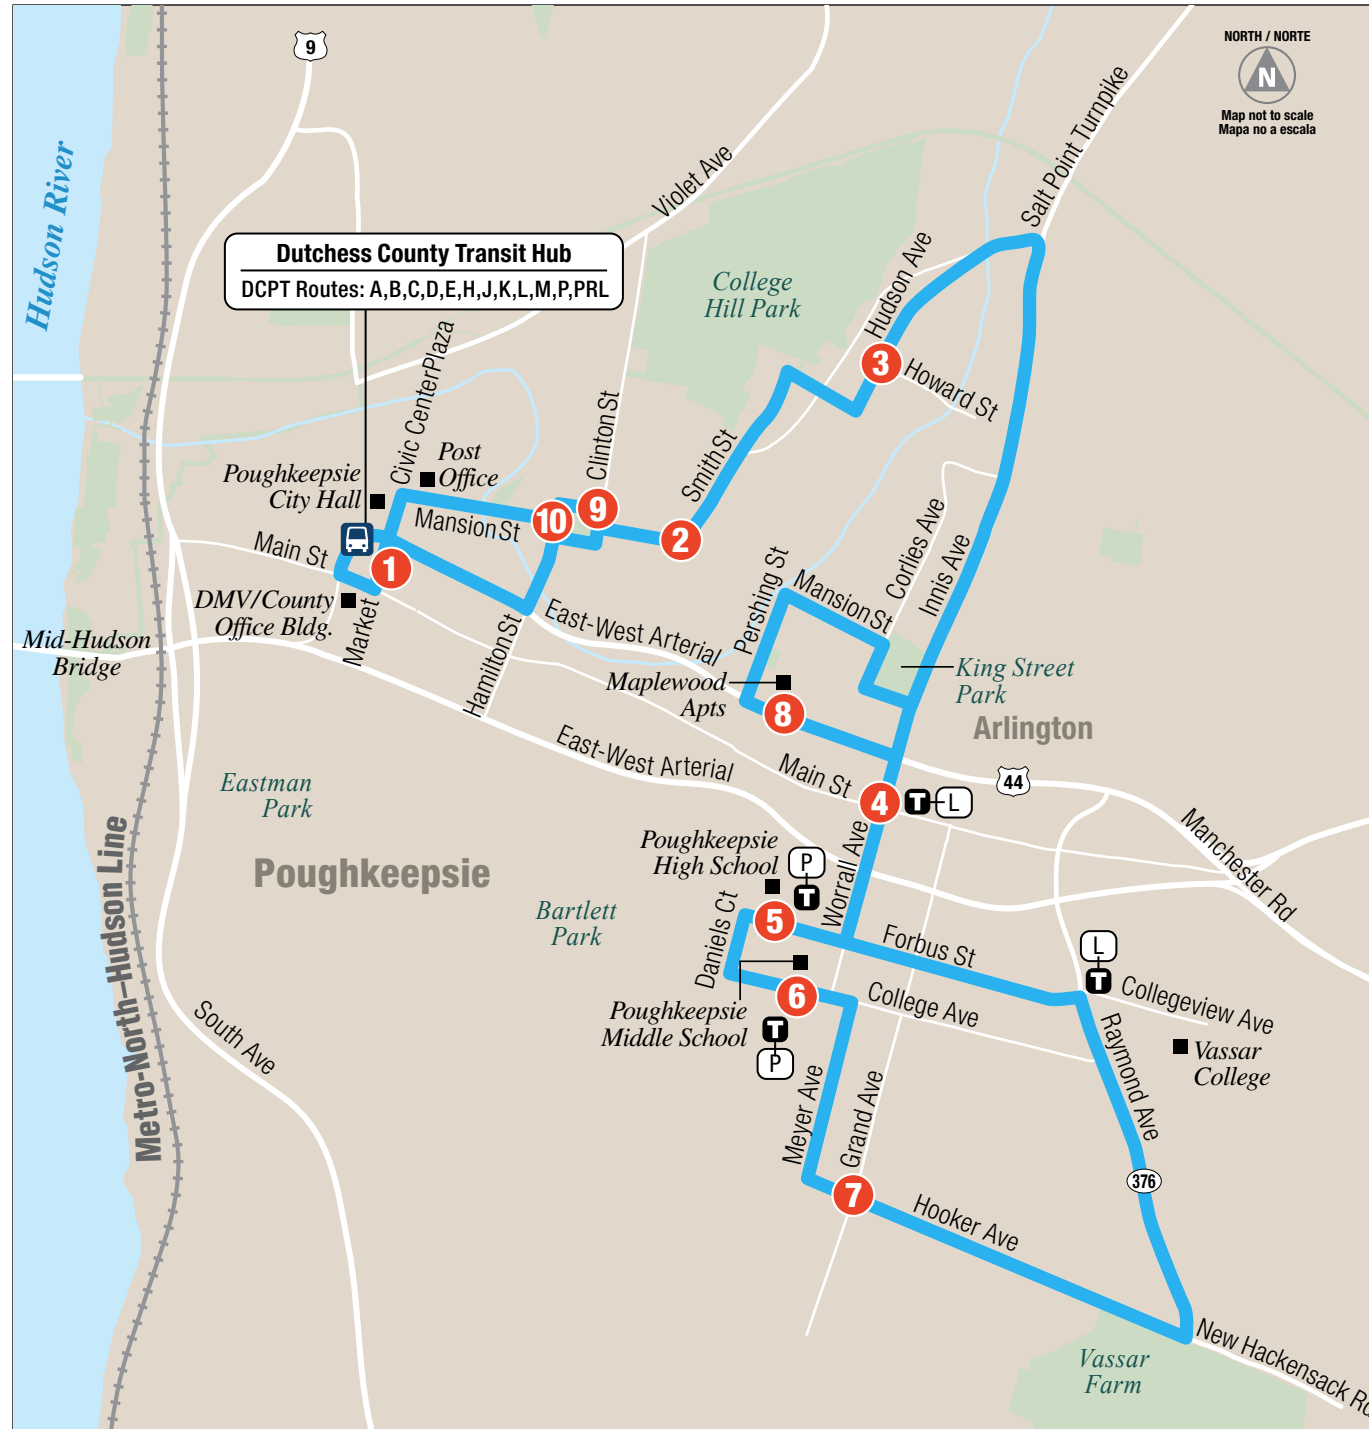 9
NORTH / NORTE
N
Map not to scale
Mapa no a escala
Hudson River
Violet Ave
Salt Point Turnpike
Dutchess County Transit Hub
DCPT Routes: A,B,C,D,E,H,J,K,L,M,P,PRL
College
Hill Park
Hudson Ave
3
Howard St
Civic Center Plaza
Clinton St
Smith St
Post
Office
Poughkeepsie
City Hall
Mansion St
10
9
2
Main St
1
DMV/County
Office Bldg.
Market
Mid-Hudson
Bridge
Hamilton St
East-West Arterial
Pershing St
Mansion St
Corlies Ave
Innis Ave
King Street
Park
Maplewood
Apts
8
Arlington
East-West Arterial
Main St
44
4
T
L
Eastman
Park
Manchester Rd
Poughkeepsie
Poughkeepsie
High School
P
T
Worrall Ave
Metro-North–Hudson Line
Bartlett
Park
Daniels Ct
5
Forbus St
L
T
Collegeview Ave
6
College Ave
Poughkeepsie
Middle School
T
P
South Ave
Raymond Ave
Vassar
College
Meyer Ave
Grand Ave
376
7
Hooker Ave
New Hackensack Rd
Vassar
Farm